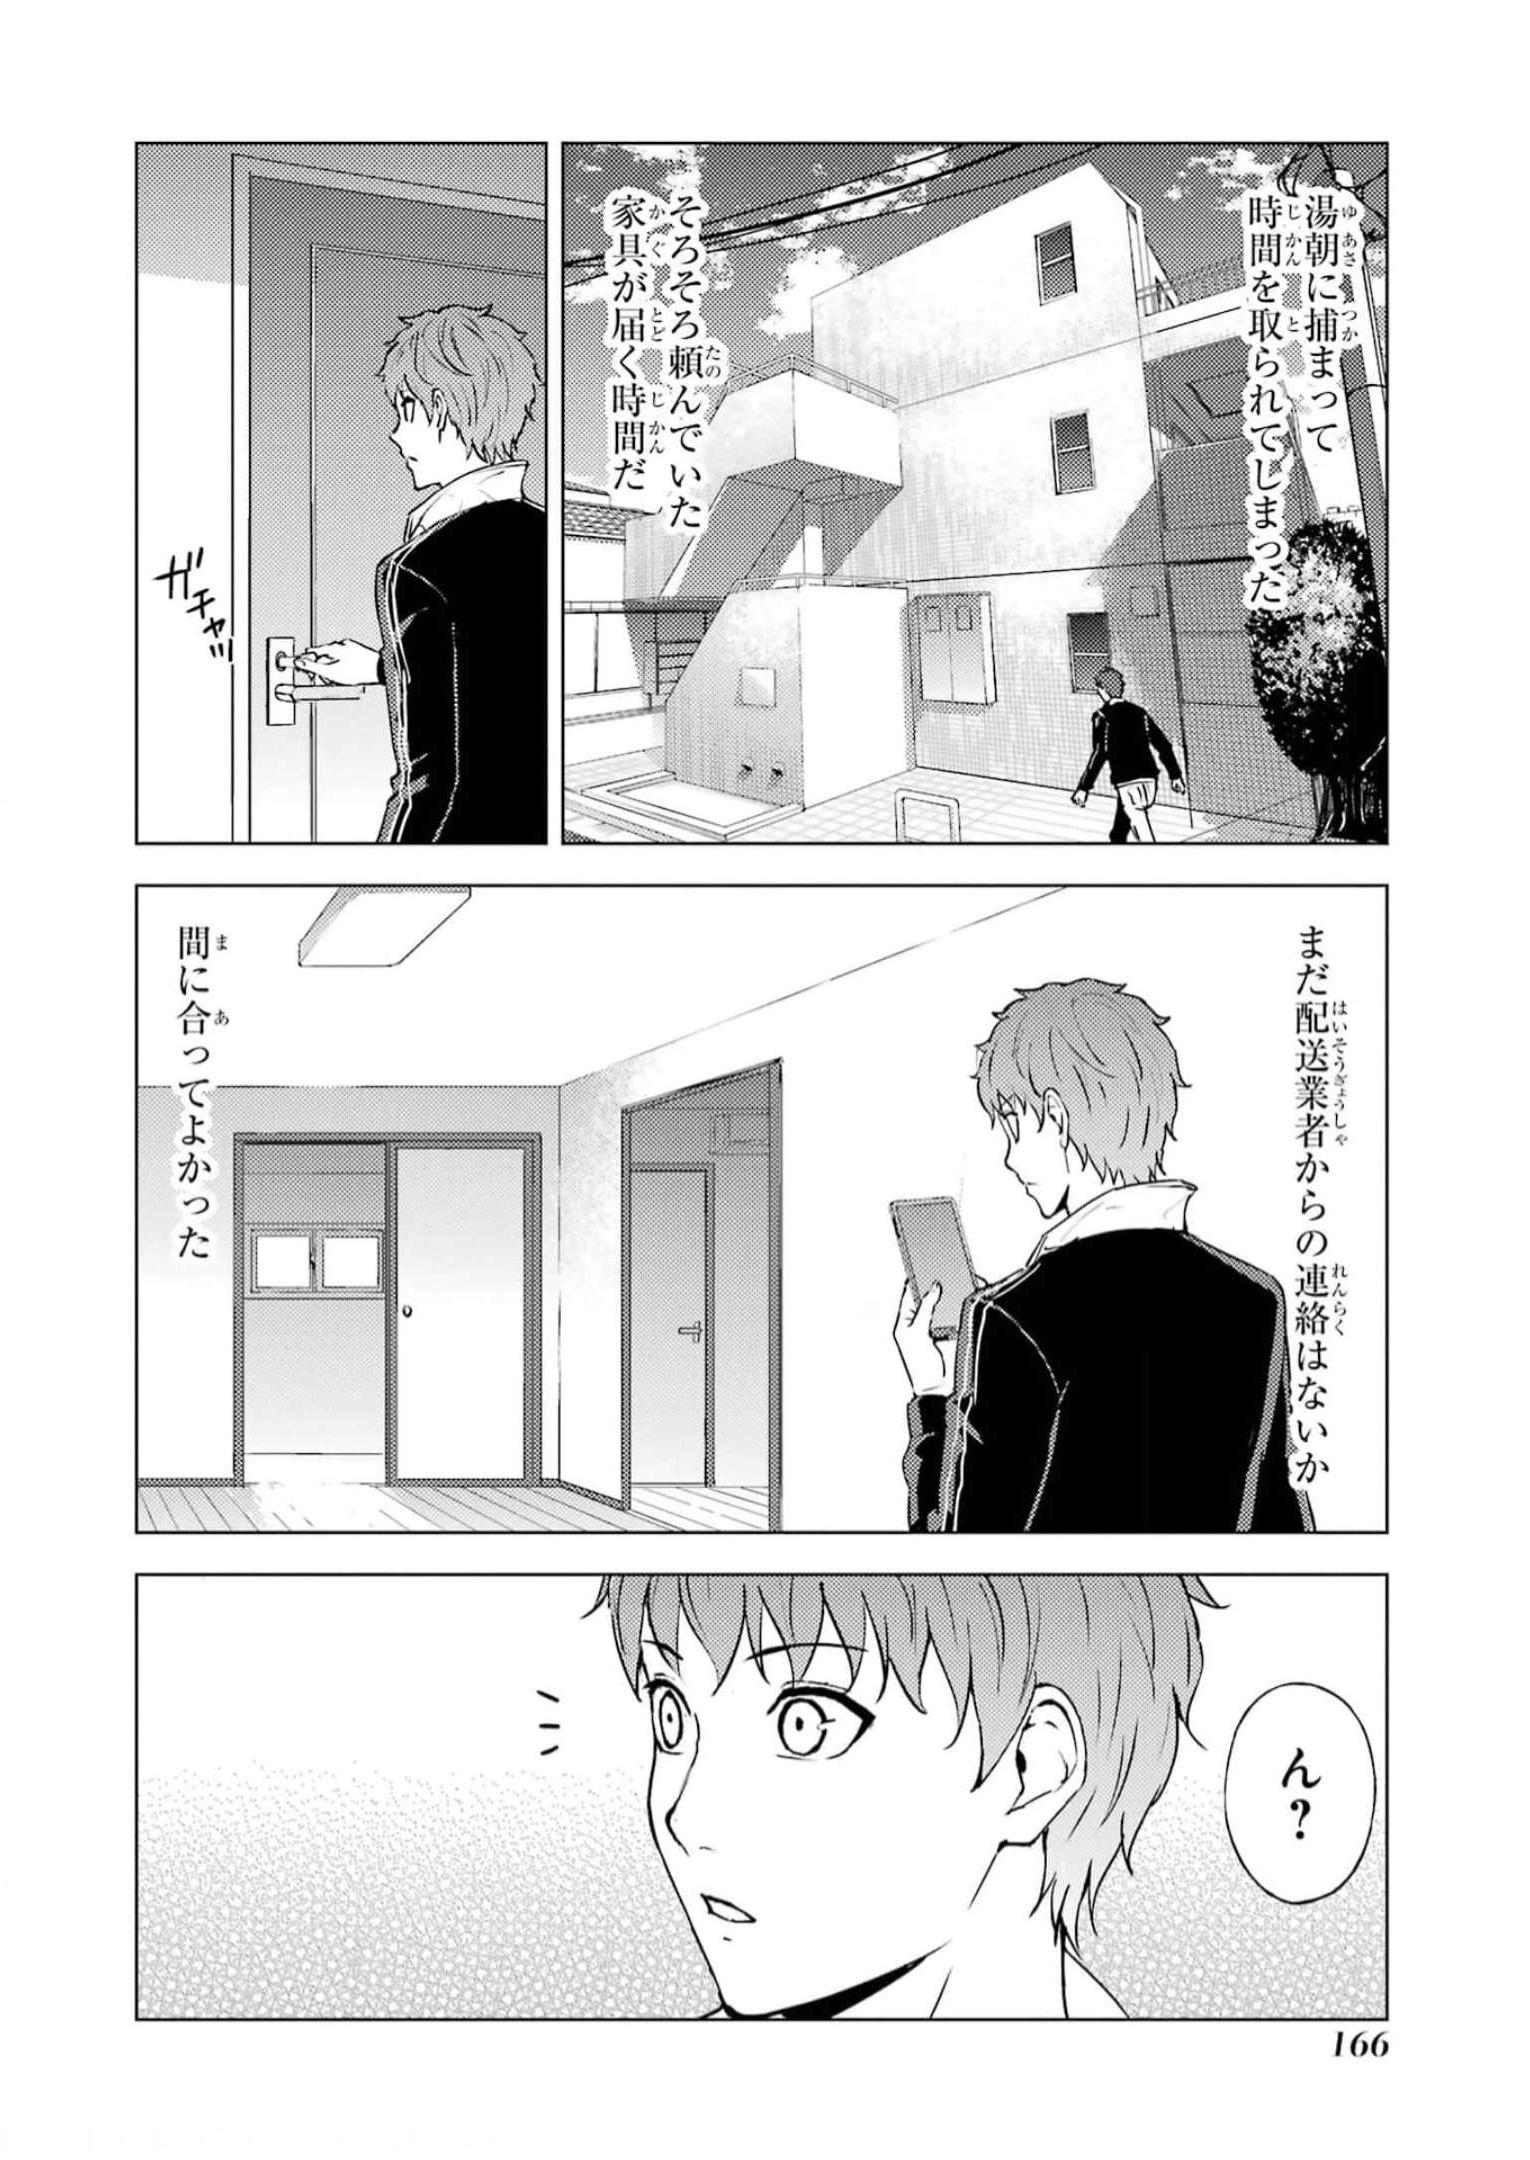 湯朝に捕まって
時間を取られてしまった
そろそろ頼んでいた
家具が届く時間だ
ガチャッ
まだ配送業者からの連絡はないか
間に合ってよかった
ん？
166